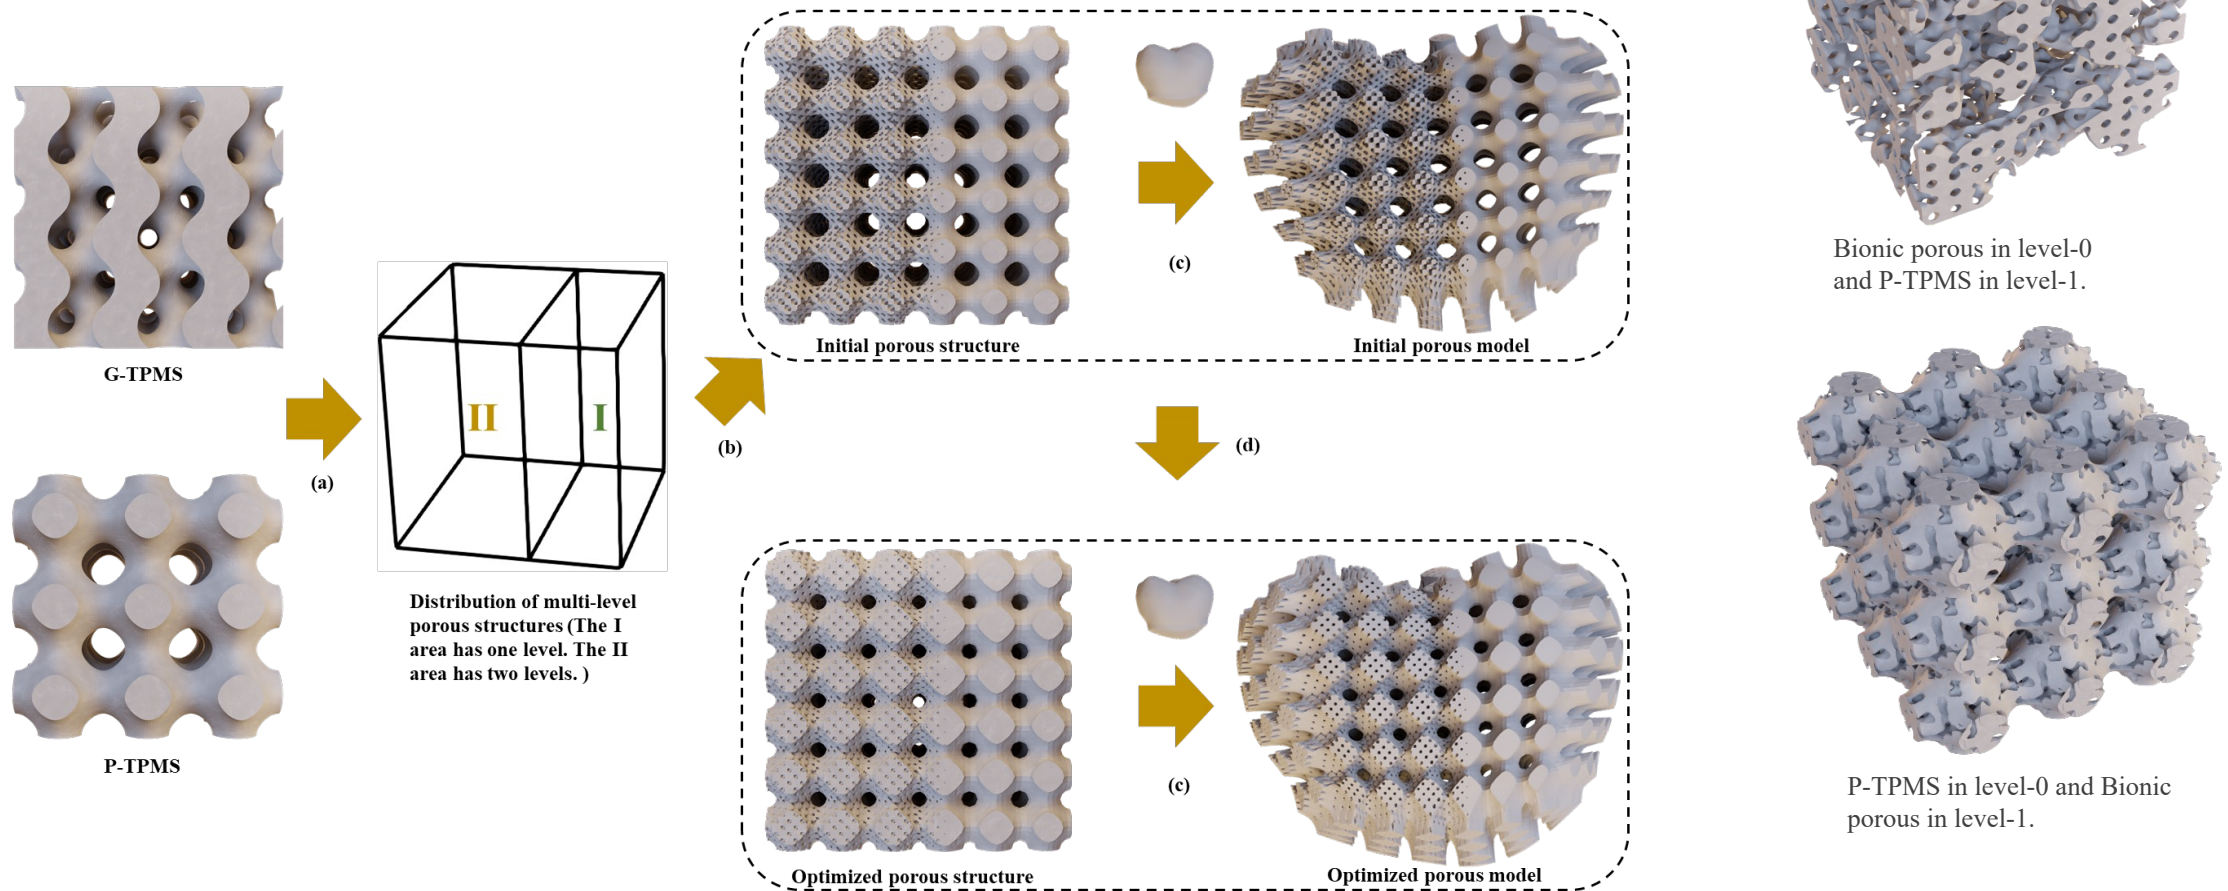 G-TPMS
P-TPMS
(a)
II
I
Distribution of multi-level
porous structures (The I
area has one level. The II
area has two levels. )
(b)
Initial porous structure
(c)
Initial porous model
(d)
Optimized porous structure
(c)
Optimized porous model
Bionic porous in level-0
and P-TPMS in level-1.
P-TPMS in level-0 and Bionic
porous in level-1.